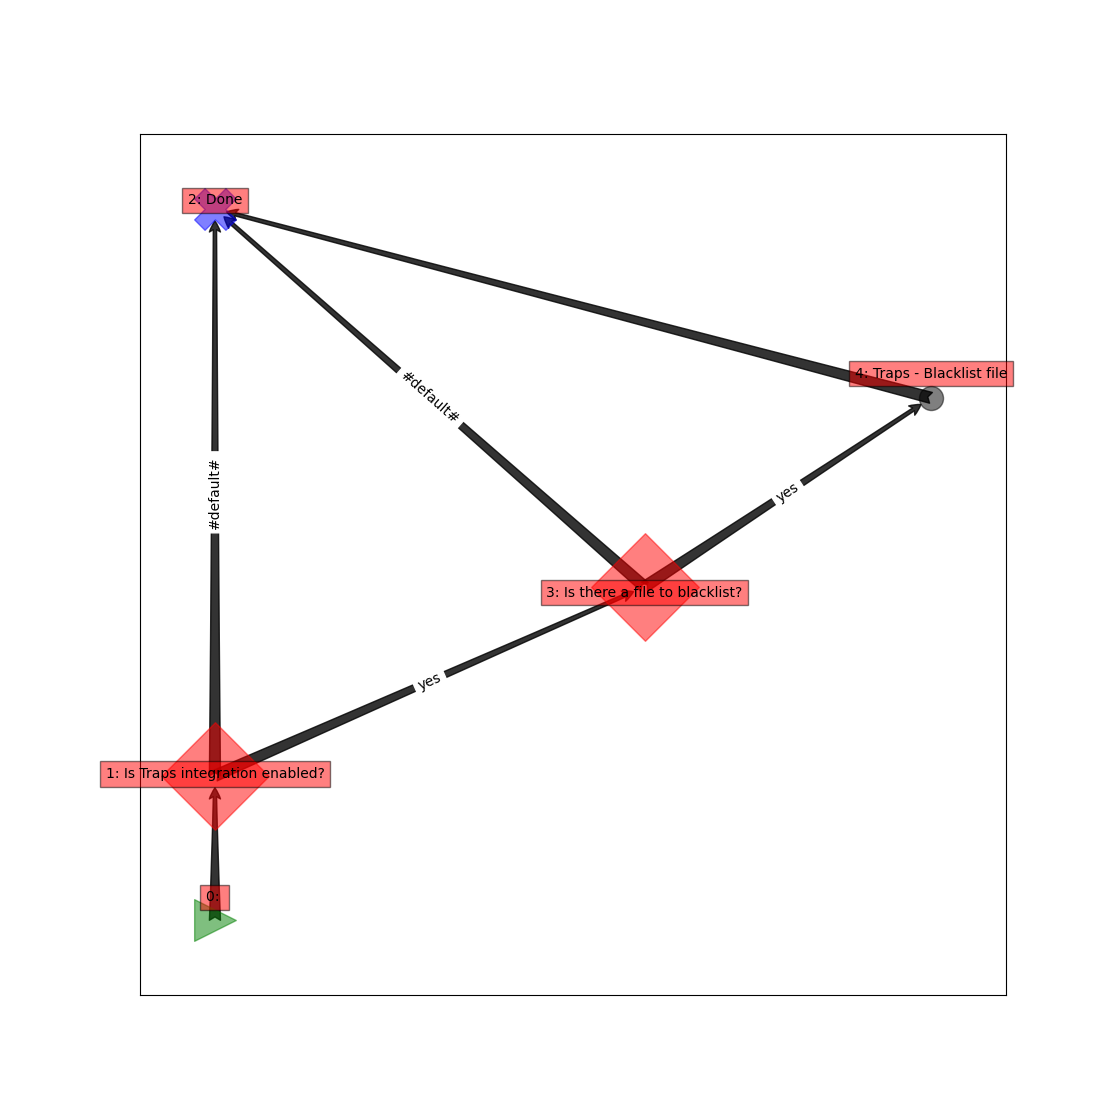 2: Done
4: Traps - Blacklist file
#default#
#default#
yes
3: Is there a file to blacklist?
yes
1: Is Traps integration enabled?
0: